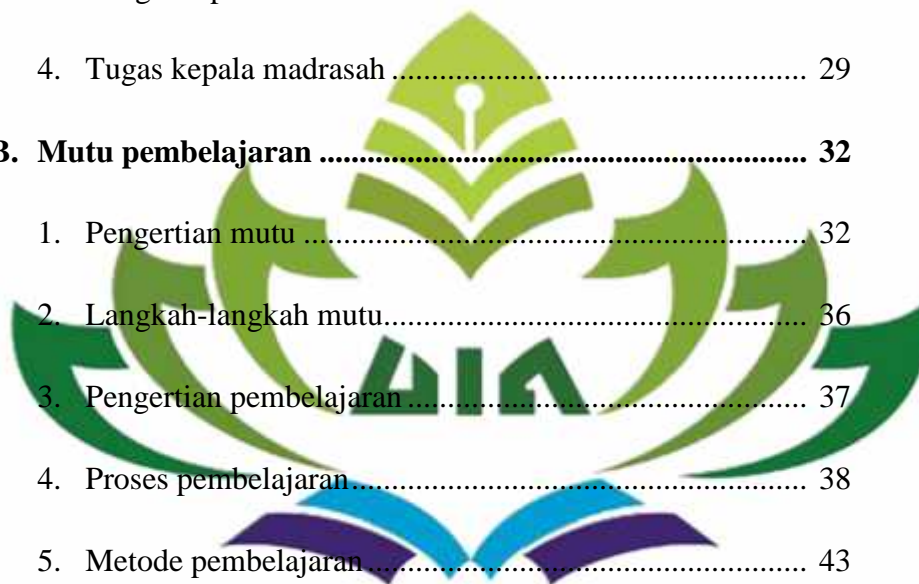 4. Tugas kepala madrasah ........................................................ 29
B. Mutu pembelajaran ............................................................. 32
1. Pengertian mutu .................................................................... 32
2. Langkah-langkah mutu......................................................... 36
3. Pengertian pembelajaran ...................................................... 37
UIN
4. Proses pembelajaran............................................................. 38
5. Metode pembelajaran ........................................................... 43